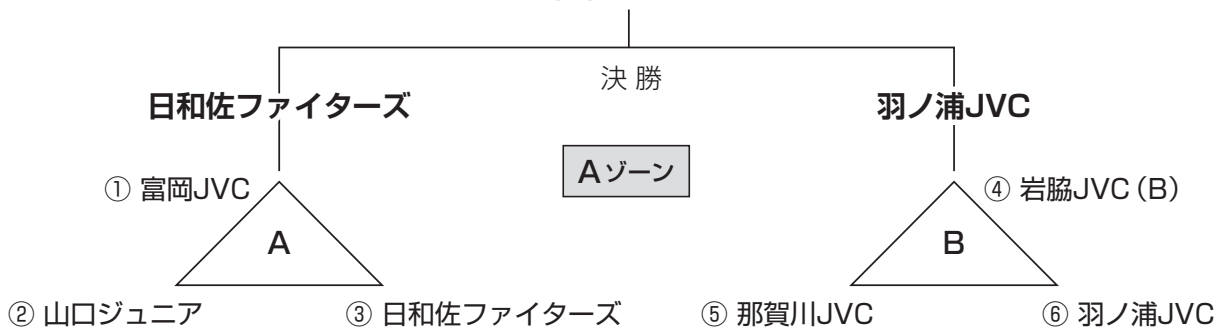 決 勝
日和佐ファイターズ
羽ノ浦JVC
Aゾーン
① 富岡JVC
④ 岩脇JVC（B）
A
B
② 山口ジュニア
③ 日和佐ファイターズ
⑤ 那賀川JVC
⑥ 羽ノ浦JVC